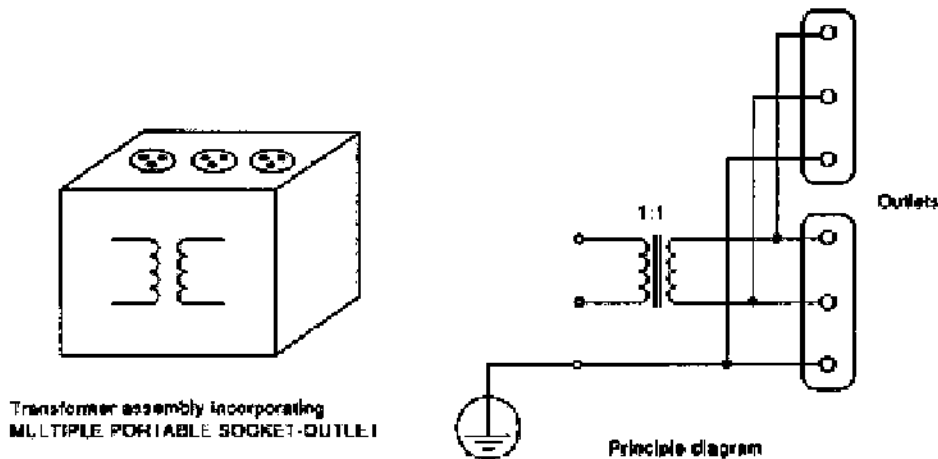 1:1
Outlets
Transformer assembly incorporating
MULTIPLE PORTABLE SOCKET-OUTLET
Principle diagram